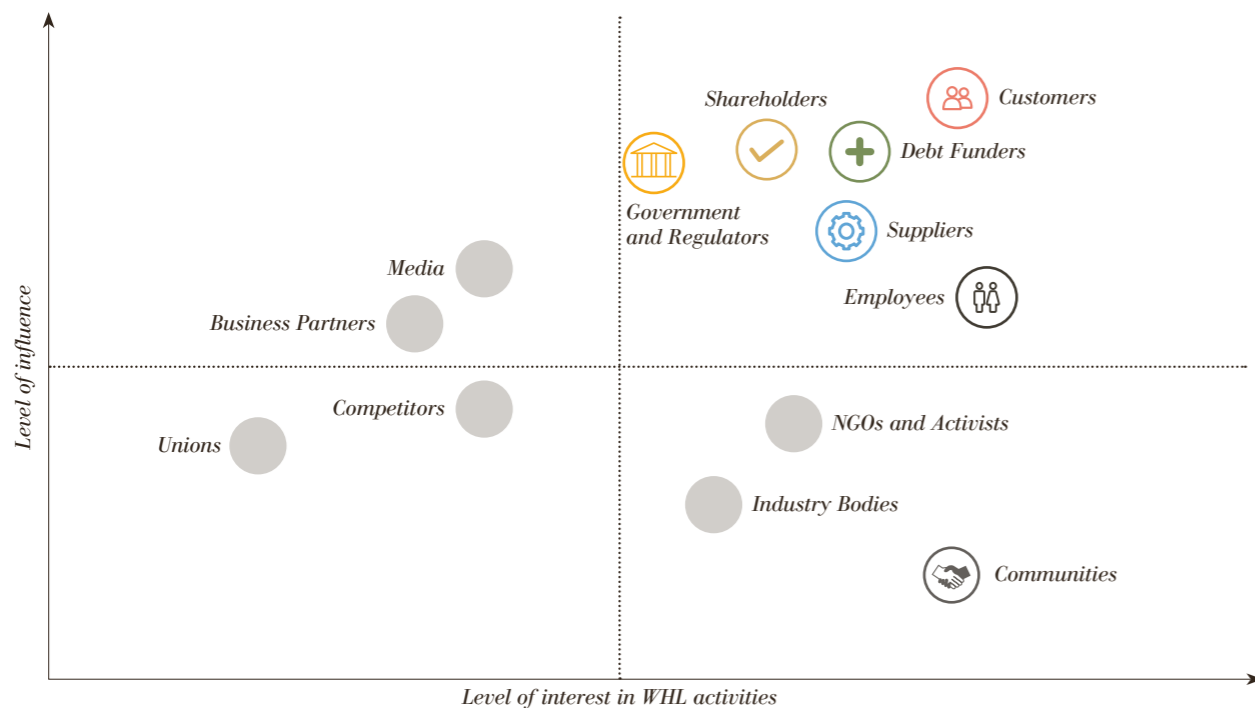 Level of influence
Shareholders
Customers
Debt Funders
Government
and Regulators
Suppliers
Media
Employees
Business Partners
Competitors
NGOs and Activists
Unions
Industry Bodies
Communities
Level of interest in WHL activities